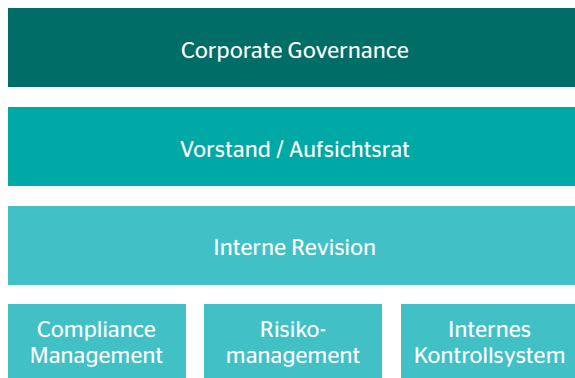 Corporate Governance
Vorstand / Aufsichtsrat
Interne Revision
Compliance
Management
Risiko-
management
Internes
Kontrollsystem